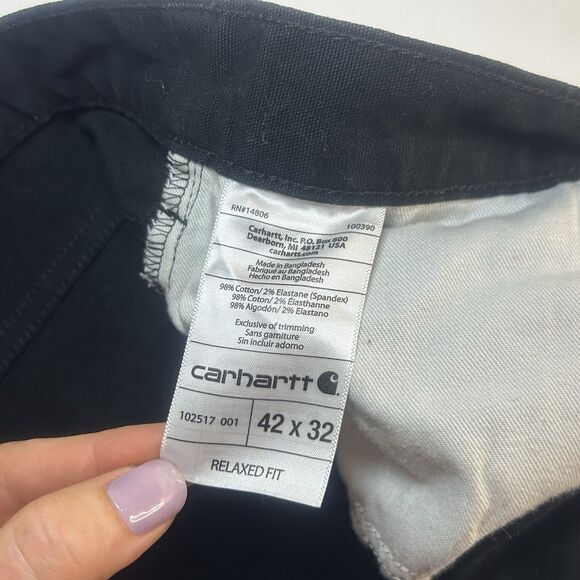 RN#14806 100390
Carhartt, Inc. P.O. Box 600
Dearborn, MI 48121 USA
carhartt.com
Made in Bangladesh
Fabriqué au Bangladesh
Hecho en Bangladesh
98% Cotton/2% Elastane (Spandex)
98% Coton/2% Élasthanne
98% Algodón/2% Elastano
Exclusive of trimming
Sans garniture
Sin incluir adorno
carhartt
102517 001 42 x 32
RELAXED FIT